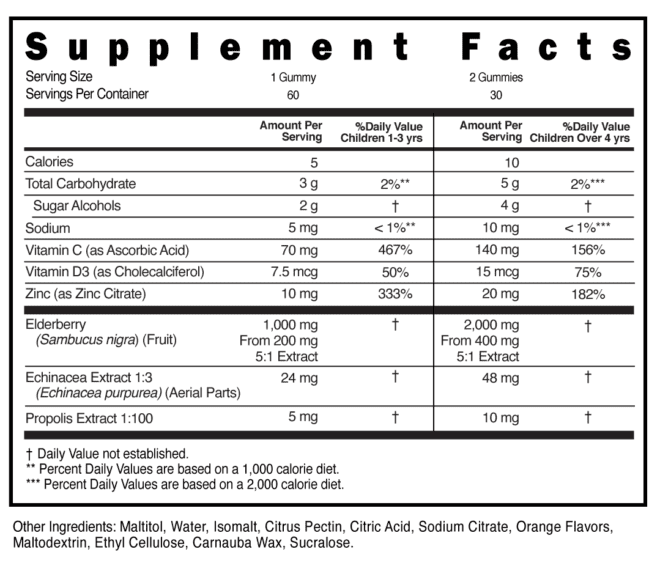 Supplement Facts
Serving Size 1 Gummy 2 Gummies
Servings Per Container 60 30
Amount Per Serving %Daily Value Children 1-3 yrs Amount Per Serving %Daily Value Children Over 4 yrs
Calories 5 10
Total Carbohydrate 3 g 2%** 5 g 2%***
Sugar Alcohols 2 g † 4 g †
Sodium 5 mg < 1%** 10 mg < 1%***
Vitamin C (as Ascorbic Acid) 70 mg 467% 140 mg 156%
Vitamin D3 (as Cholecalciferol) 7.5 mcg 50% 15 mcg 75%
Zinc (as Zinc Citrate) 10 mg 333% 20 mg 182%
Elderberry 1,000 mg † 2,000 mg †
(Sambucus nigra) (Fruit) From 200 mg From 400 mg
5:1 Extract 5:1 Extract
Echinacea Extract 1:3 24 mg † 48 mg †
(Echinacea purpurea) (Aerial Parts)
Propolis Extract 1:100 5 mg † 10 mg †
† Daily Value not established.
** Percent Daily Values are based on a 1,000 calorie diet.
*** Percent Daily Values are based on a 2,000 calorie diet.
Other Ingredients: Maltitol, Water, Isomalt, Citrus Pectin, Citric Acid, Sodium Citrate, Orange Flavors,
Maltodextrin, Ethyl Cellulose, Carnauba Wax, Sucralose.